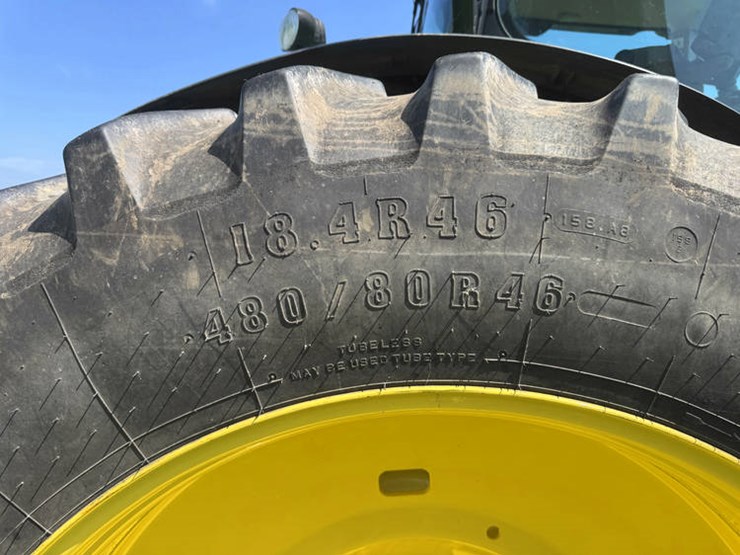 18.4R46
158.A8
480/80R46
TUBELESS
MAY BE USED TUBE TYPE